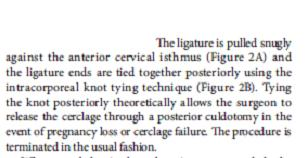 The ligature is pulled snugly
against the anterior cervical isthmus (Figure 2A) and
the ligature ends are tied together posteriorly using the
intracorporeal knot tying technique (Figure 2B). Tying
the knot posteriorly theoretically allows the surgeon to
release the cerclage through a posterior culdotomy in the
event of pregnancy loss or cerclage failure. The procedure is
terminated in the usual fashion.